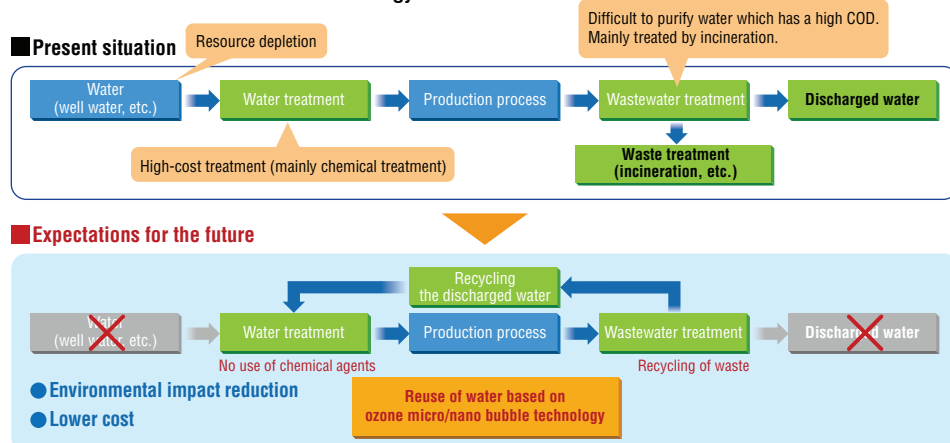 Difficult to purify water which has a high COD.
Mainly treated by incineration.
Resource depletion
Present situation
Water
(well water, etc.)
Water treatment
Production process
Wastewater treatment
Discharged water
High-cost treatment (mainly chemical treatment)
Waste treatment
(incineration, etc.)
Expectations for the future
Recycling
the discharged water
Water
(well water, etc.)
Water treatment
Production process
Wastewater treatment
Discharged water
No use of chemical agents
Recycling of waste
Environmental impact reduction
Lower cost
Reuse of water based on
ozone micro/nano bubble technology